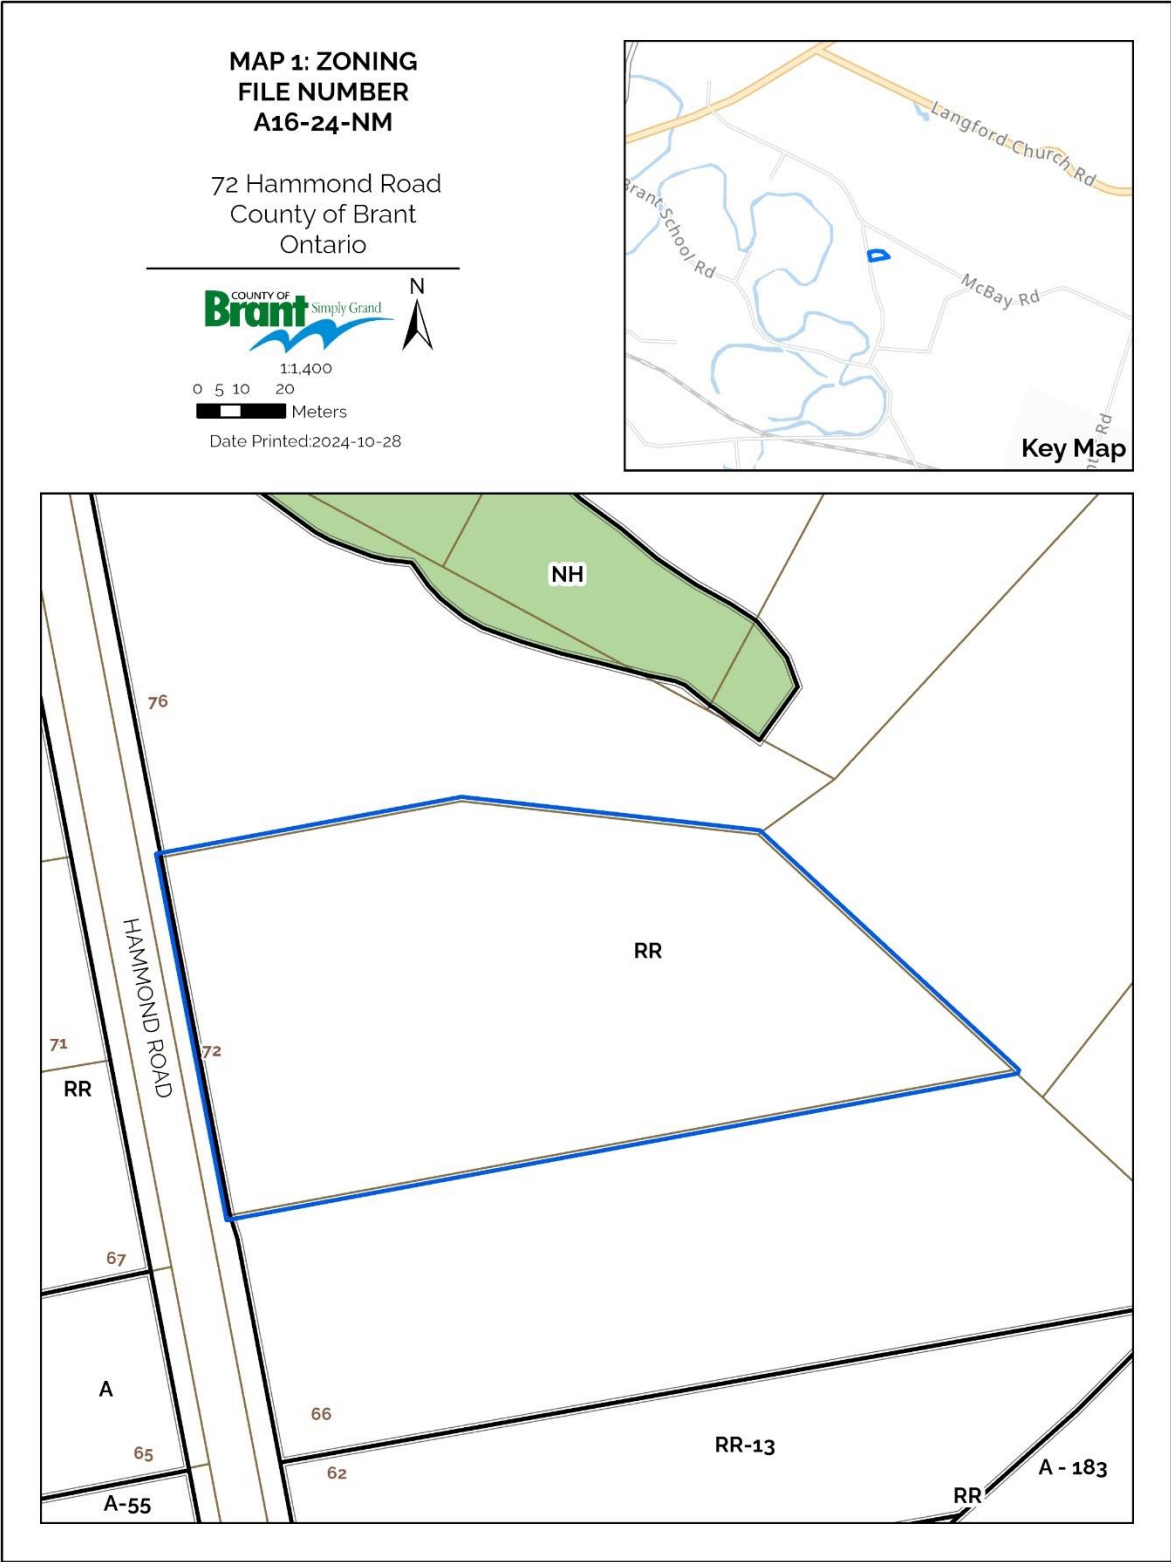 MAP 1: ZONING
FILE NUMBER
A16-24-NM
72 Hammond Road
County of Brant
Ontario
COUNTY OF
Brant Simply Grand
N
1:1,400
0 5 10 20
Meters
Date Printed:2024-10-28
Langford Church Rd
Brant School Rd
McBay Rd
Rd
Key Map
NH
76
HAMMOND ROAD
RR
71
72
RR
67
A
66
65
62
RR-13
A - 183
A-55
RR